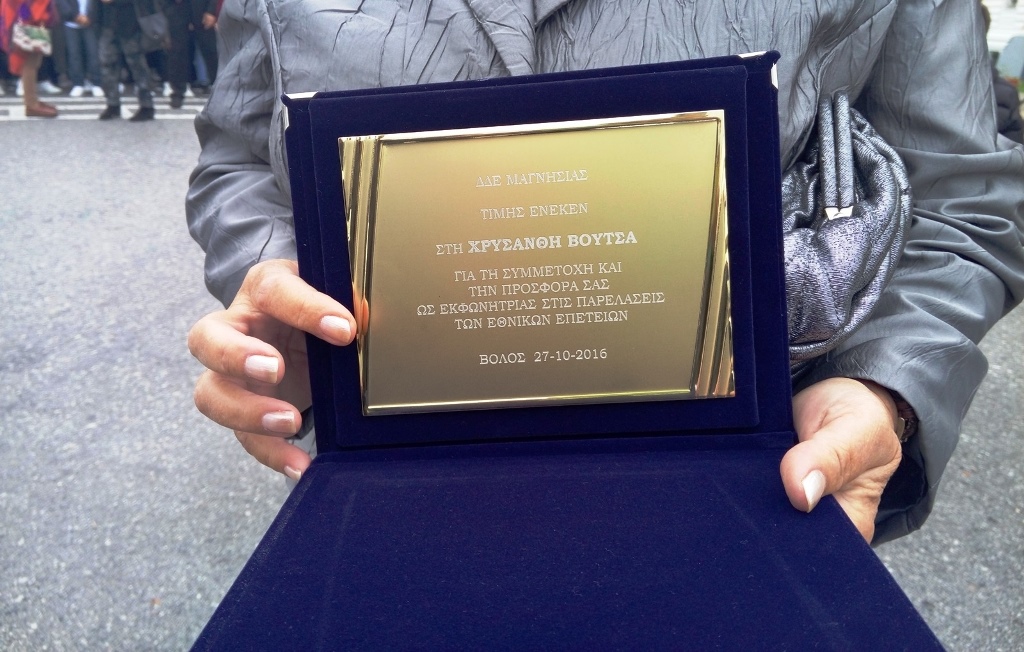 ΔΔΕ ΜΑΓΝΗΣΙΑΣ
ΤΙΜΗΣ ΕΝΕΚΕΝ
ΣΤΗ ΧΡΥΣΑΝΘΗ ΒΟΥΤΣΑ
ΓΙΑ ΤΗ ΣΥΜΜΕΤΟΧΗ ΚΑΙ
ΤΗΝ ΠΡΟΣΦΟΡΑ ΣΑΣ
ΩΣ ΕΚΦΩΝΗΤΡΙΑΣ ΣΤΙΣ ΠΑΡΕΛΑΣΕΙΣ
ΤΩΝ ΕΘΝΙΚΩΝ ΕΠΕΤΕΙΩΝ
ΒΟΛΟΣ 27-10-2016